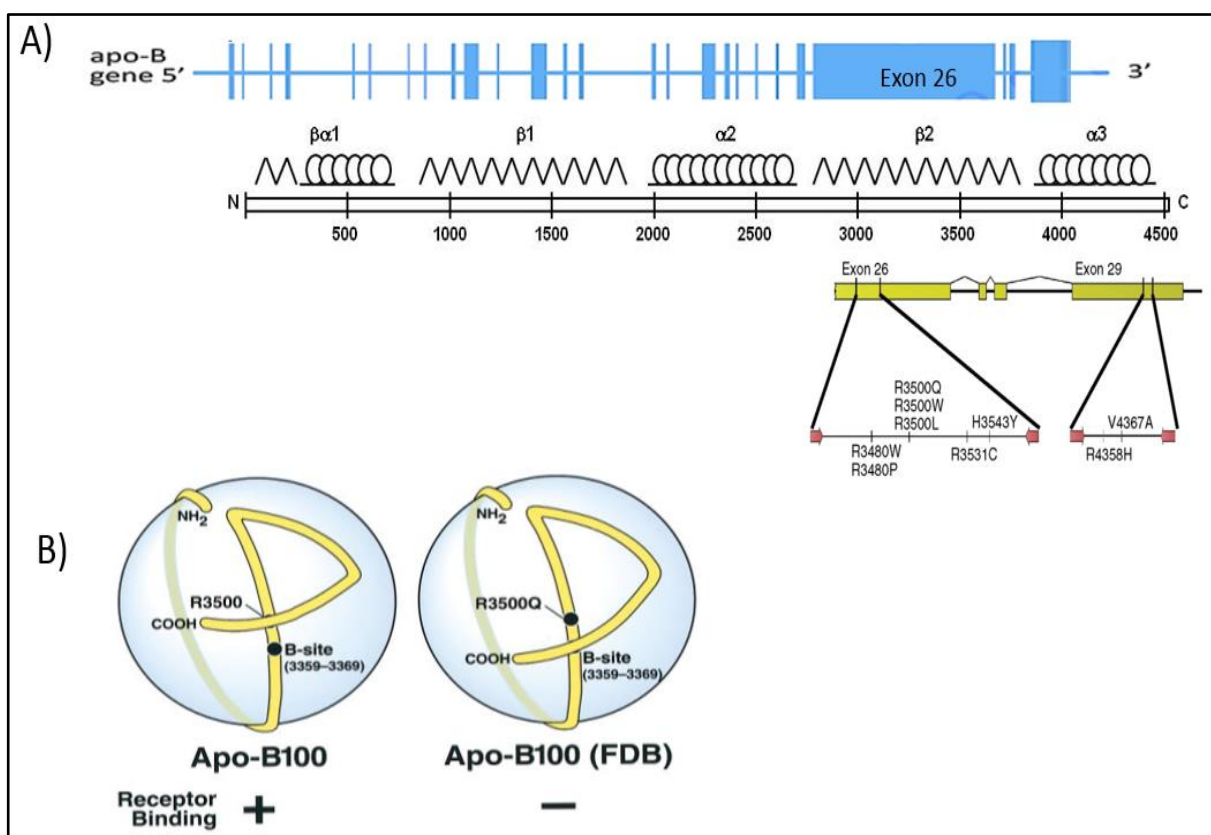 A)
apo-B
gene 5’
Exon 26
3’
βα1 β1 α2 β2 α3
N C
500 1000 1500 2000 2500 3000 3500 4000 4500
Exon 26 Exon 29
R3500Q
R3500W
R3500L H3543Y V4367A
R3480W R3531C R4358H
R3480P
B)
NH2 NH2
R3500 R3500Q
COOH COOH
B-site B-site
(3359–3369) (3359–3369)
Apo-B100 Apo-B100 (FDB)
Receptor
Binding + −